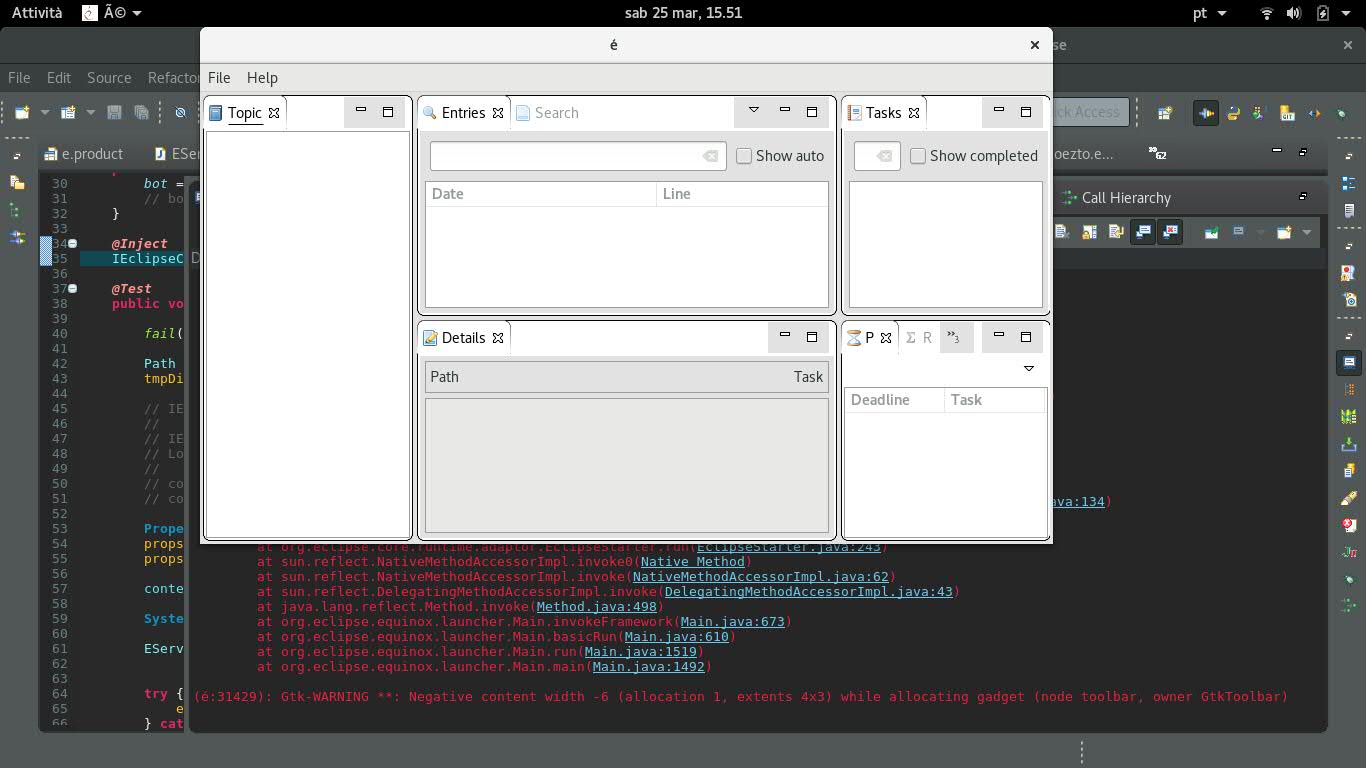 Attività
Ã©
sab 25 mar, 15.51
pt
é
se
File Edit Source Refactor
File Help
Quick Access
Topic
Entries
Search
Tasks
Show auto
Show completed
Date Line
Details
Path Task
P
Σ R
»3
Deadline Task
e.product
ESer
oezto.e...
»62
Call Hierarchy
30 bot =
31 // bo
32 }
33
34 @Inject
35 IEclipseC
36
37 @Test
38 public vo
39
40 fail(
41
42 Path
43 tmpDi
44
45 // IE
46 //
47 // IE
48 // Lo
49 //
50 // co
51 // co
52
53 Prope
54 props
55 props
56
57 conte
58
59 Syste
60
61 EServ
62
63
64 try {
65 e
66 } cat
D
ava:134)
at org.eclipse.core.runtime.adaptor.EclipseStarter.run(EclipseStarter.java:243)
at sun.reflect.NativeMethodAccessorImpl.invoke0(Native Method)
at sun.reflect.NativeMethodAccessorImpl.invoke(NativeMethodAccessorImpl.java:62)
at sun.reflect.DelegatingMethodAccessorImpl.invoke(DelegatingMethodAccessorImpl.java:43)
at java.lang.reflect.Method.invoke(Method.java:498)
at org.eclipse.equinox.launcher.Main.invokeFramework(Main.java:673)
at org.eclipse.equinox.launcher.Main.basicRun(Main.java:610)
at org.eclipse.equinox.launcher.Main.run(Main.java:1519)
at org.eclipse.equinox.launcher.Main.main(Main.java:1492)
(é:31429): Gtk-WARNING **: Negative content width -6 (allocation 1, extents 4x3) while allocating gadget (node toolbar, owner GtkToolbar)